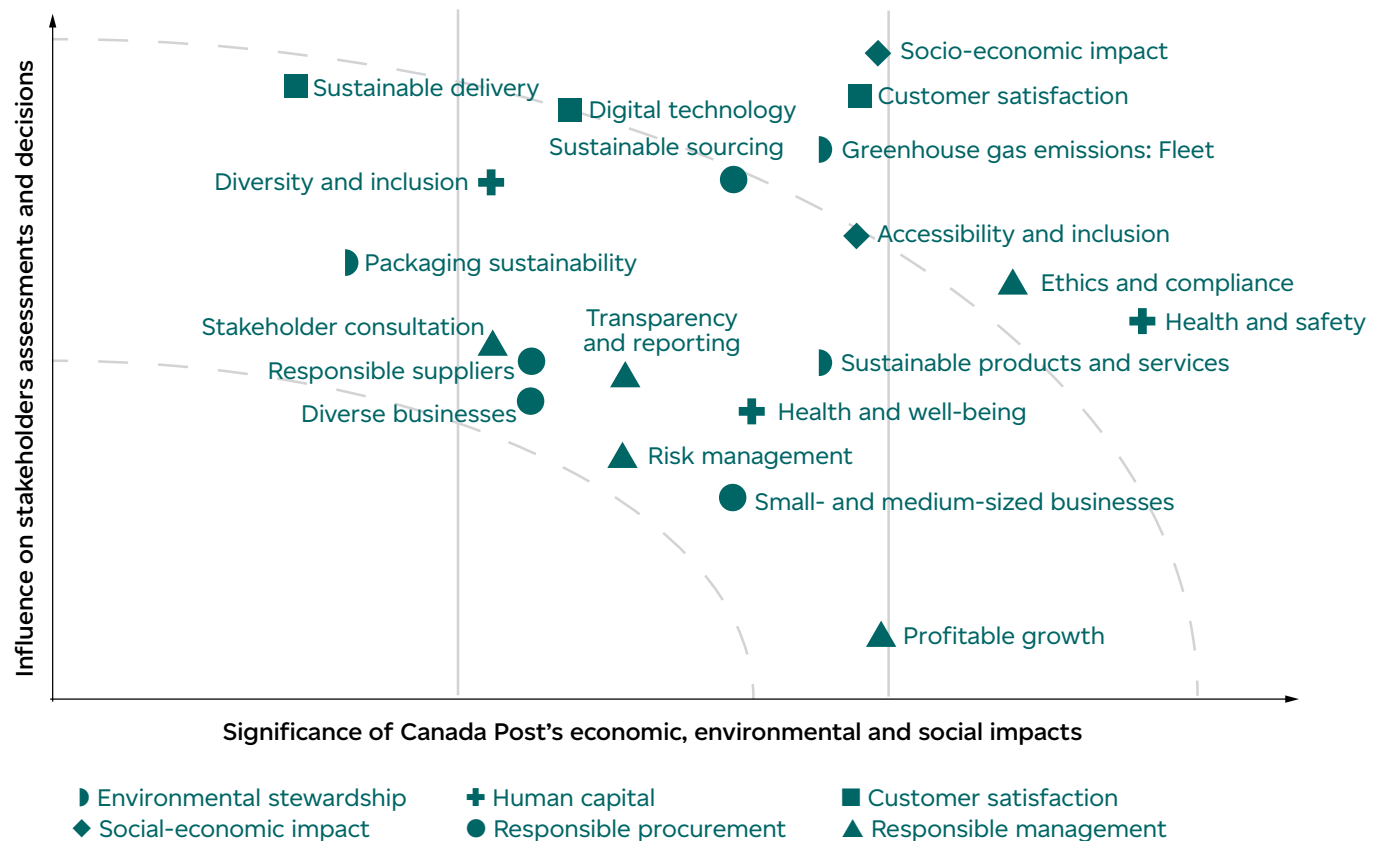 Influence on stakeholders assessments and decisions
Socio-economic impact
Sustainable delivery
Customer satisfaction
Digital technology
Sustainable sourcing
Greenhouse gas emissions: Fleet
Diversity and inclusion
Accessibility and inclusion
Packaging sustainability
Ethics and compliance
Stakeholder consultation
Transparency
and reporting
Health and safety
Responsible suppliers
Sustainable products and services
Diverse businesses
Health and well-being
Risk management
Small- and medium-sized businesses
Profitable growth
Significance of Canada Post’s economic, environmental and social impacts
Environmental stewardship
Human capital
Customer satisfaction
Social-economic impact
Responsible procurement
Responsible management